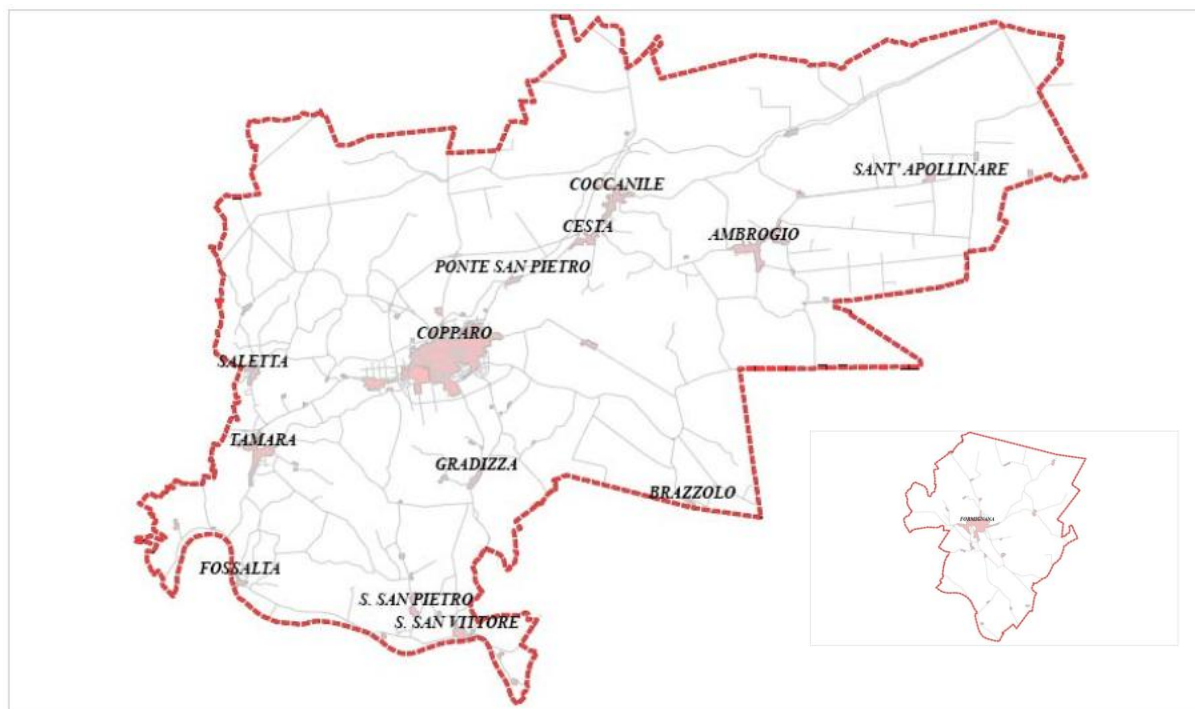 SANT' APOLLINARE
COCCANILE
CESTA
AMBROGIO
PONTE SAN PIETRO
COPPARO
SALETTA
TAMARA
GRADIZZA
BRAZZOLO
FORMIGNANA
FOSSALTA
S. SAN PIETRO
S. SAN VITTORE